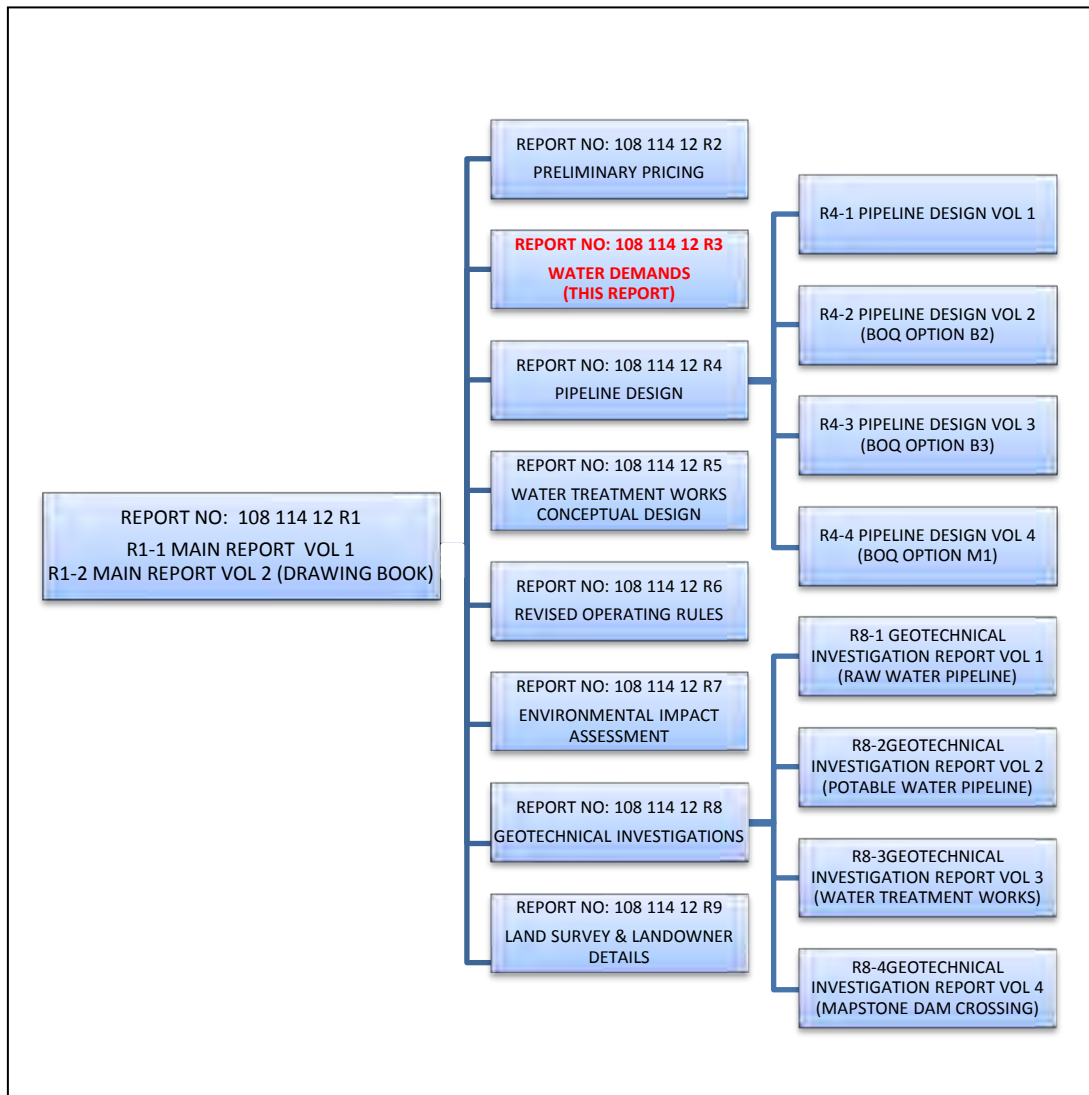 REPORT NO: 108 114 12 R1
R1-1 MAIN REPORT VOL 1
R1-2 MAIN REPORT VOL 2 (DRAWING BOOK)
REPORT NO: 108 114 12 R2
PRELIMINARY PRICING
REPORT NO: 108 114 12 R3
WATER DEMANDS
(THIS REPORT)
REPORT NO: 108 114 12 R4
PIPELINE DESIGN
R4-1 PIPELINE DESIGN VOL 1
R4-2 PIPELINE DESIGN VOL 2
(BOQ OPTION B2)
R4-3 PIPELINE DESIGN VOL 3
(BOQ OPTION B3)
R4-4 PIPELINE DESIGN VOL 4
(BOQ OPTION M1)
REPORT NO: 108 114 12 R5
WATER TREATMENT WORKS
CONCEPTUAL DESIGN
REPORT NO: 108 114 12 R6
REVISED OPERATING RULES
REPORT NO: 108 114 12 R7
ENVIRONMENTAL IMPACT
ASSESSMENT
REPORT NO: 108 114 12 R8
GEOTECHNICAL INVESTIGATIONS
R8-1 GEOTECHNICAL
INVESTIGATION REPORT VOL 1
(RAW WATER PIPELINE)
R8-2GEOTECHNICAL
INVESTIGATION REPORT VOL 2
(POTABLE WATER PIPELINE)
R8-3GEOTECHNICAL
INVESTIGATION REPORT VOL 3
(WATER TREATMENT WORKS)
R8-4GEOTECHNICAL
INVESTIGATION REPORT VOL 4
(MAPSTONE DAM CROSSING)
REPORT NO: 108 114 12 R9
LAND SURVEY & LANDOWNER
DETAILS